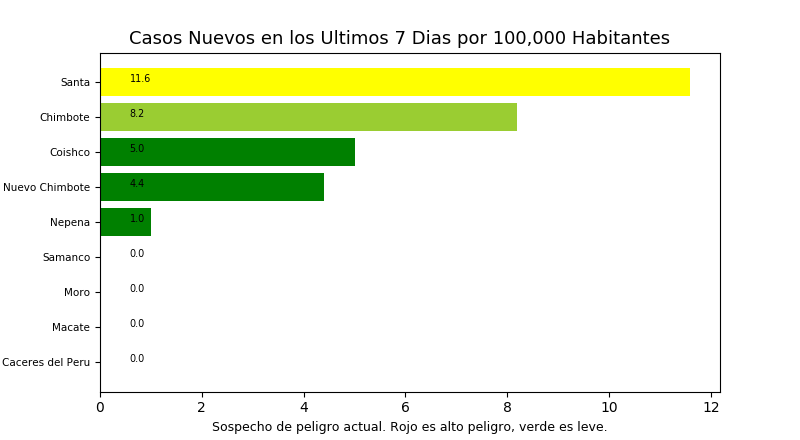 Casos Nuevos en los Ultimos 7 Dias por 100,000 Habitantes
Santa 11.6
Chimbote 8.2
Coishco 5.0
Nuevo Chimbote 4.4
Nepena 1.0
Samanco 0.0
Moro 0.0
Macate 0.0
Caceres del Peru 0.0
0 2 4 6 8 10 12
Sospecho de peligro actual. Rojo es alto peligro, verde es leve.